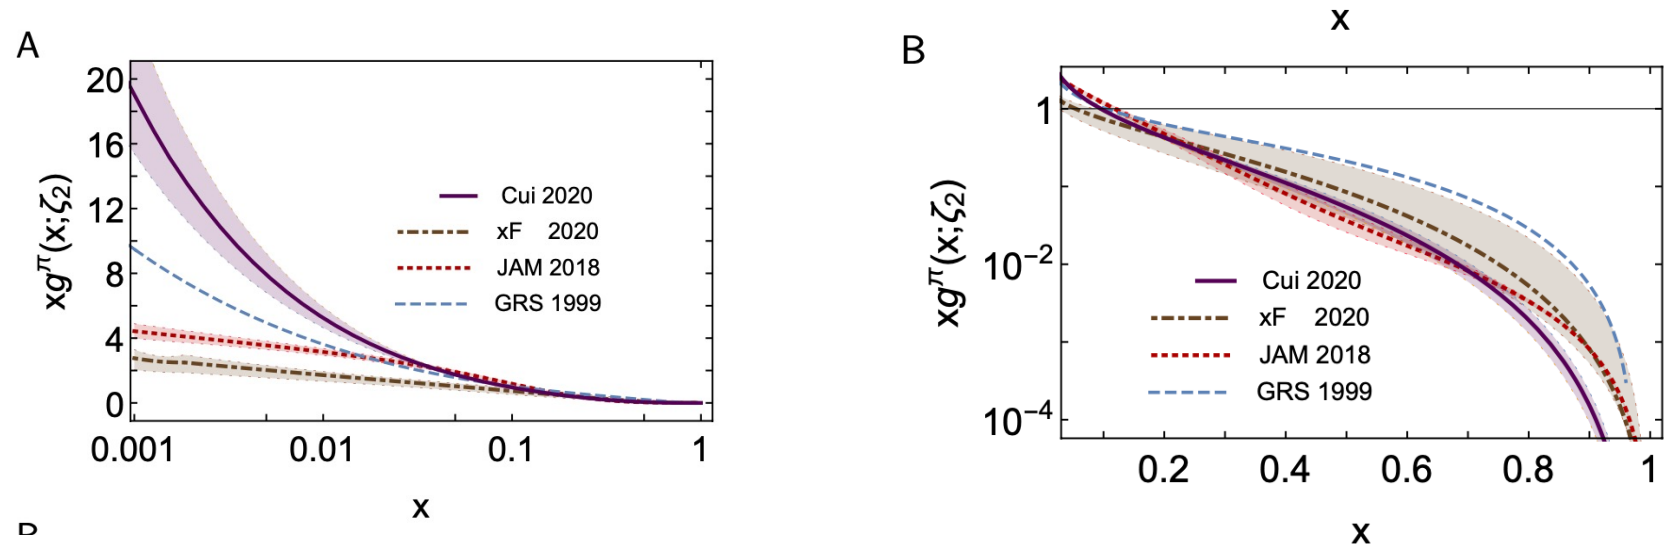 A
20
16
12
8
4
0
xg^π(x;ζ₂)
Cui 2020
xF 2020
JAM 2018
GRS 1999
0.001 0.01 0.1 1
x
x
B
1
10⁻²
10⁻⁴
xg^π(x;ζ₂)
Cui 2020
xF 2020
JAM 2018
GRS 1999
0.2 0.4 0.6 0.8 1
x